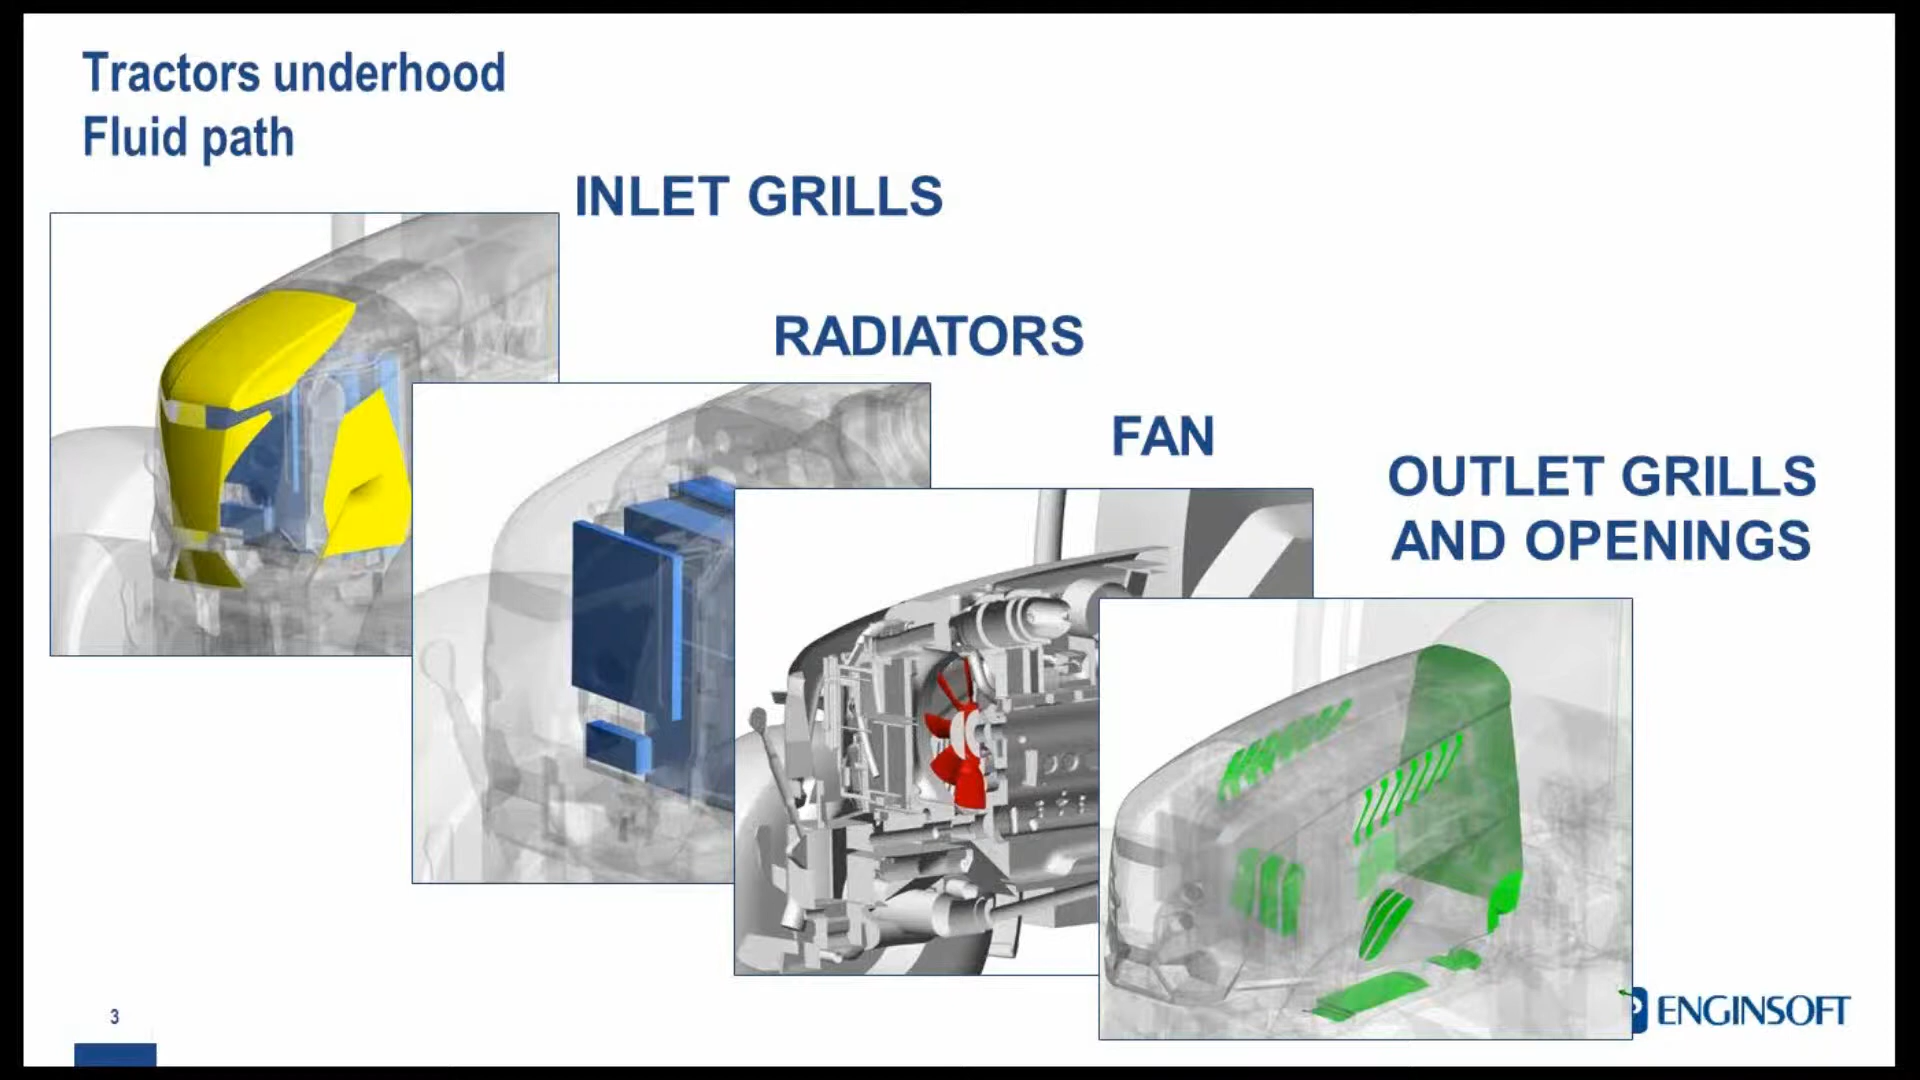 Tractors underhood
Fluid path
INLET GRILLS
RADIATORS
FAN
OUTLET GRILLS
AND OPENINGS
3
ENGINSOFT